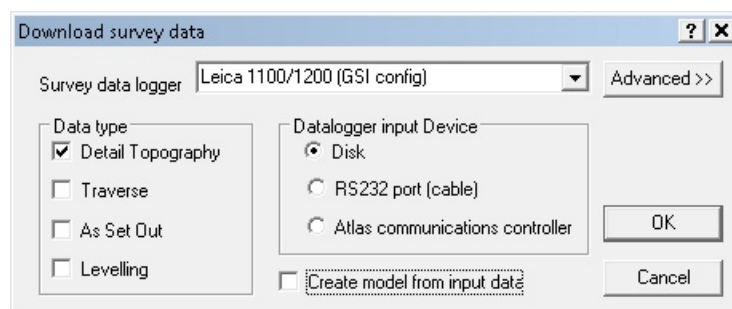 Download survey data
Survey data logger Leica 1100/1200 (GSI config) Advanced >>
Data type
Detail Topography
Traverse
As Set Out
Levelling
Datalogger input Device
Disk
RS232 port (cable)
Atlas communications controller
Create model from input data
OK
Cancel